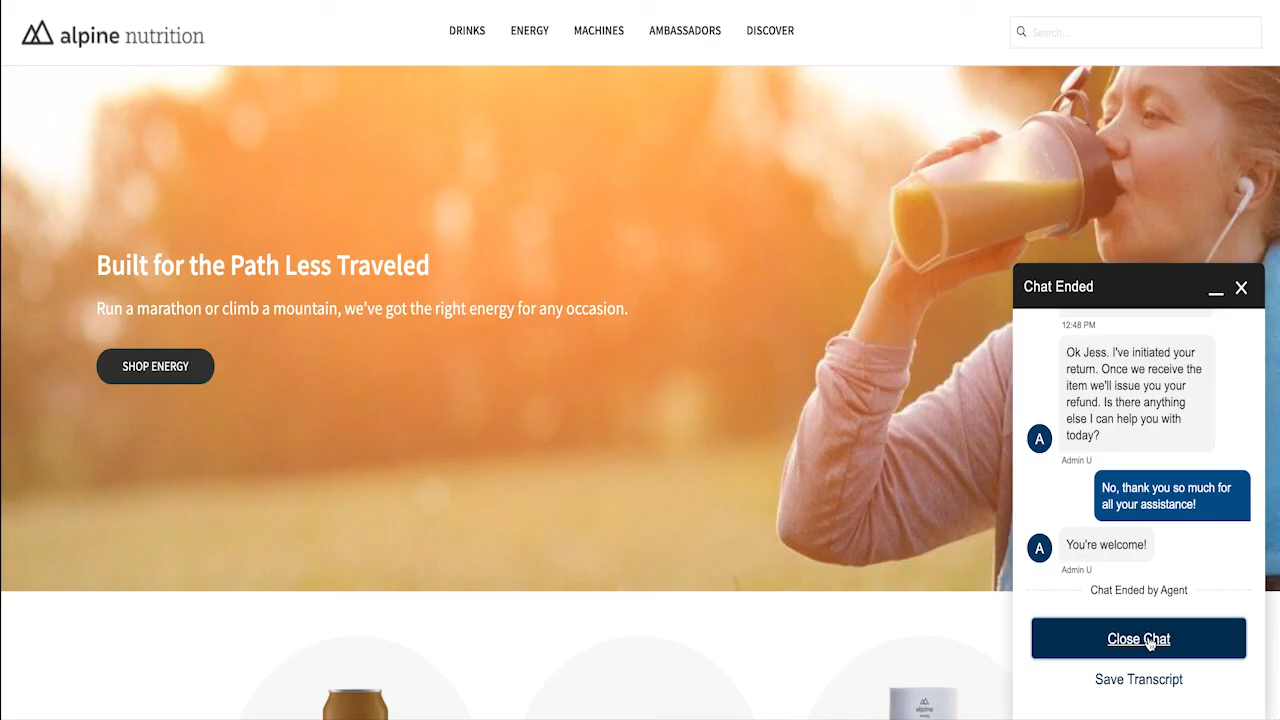 alpine nutrition
DRINKS ENERGY MACHINES AMBASSADORS DISCOVER
Search...
Built for the Path Less Traveled
Run a marathon or climb a mountain, we've got the right energy for any occasion.
SHOP ENERGY
Chat Ended
12:48 PM
Ok Jess. I've initiated your
return. Once we receive the
item we'll issue you your
refund. Is there anything
else I can help you with
today?
A
Admin U
No, thank you so much for
all your assistance!
A
You're welcome!
Admin U
Chat Ended by Agent
Close Chat
Save Transcript
alpine
energy